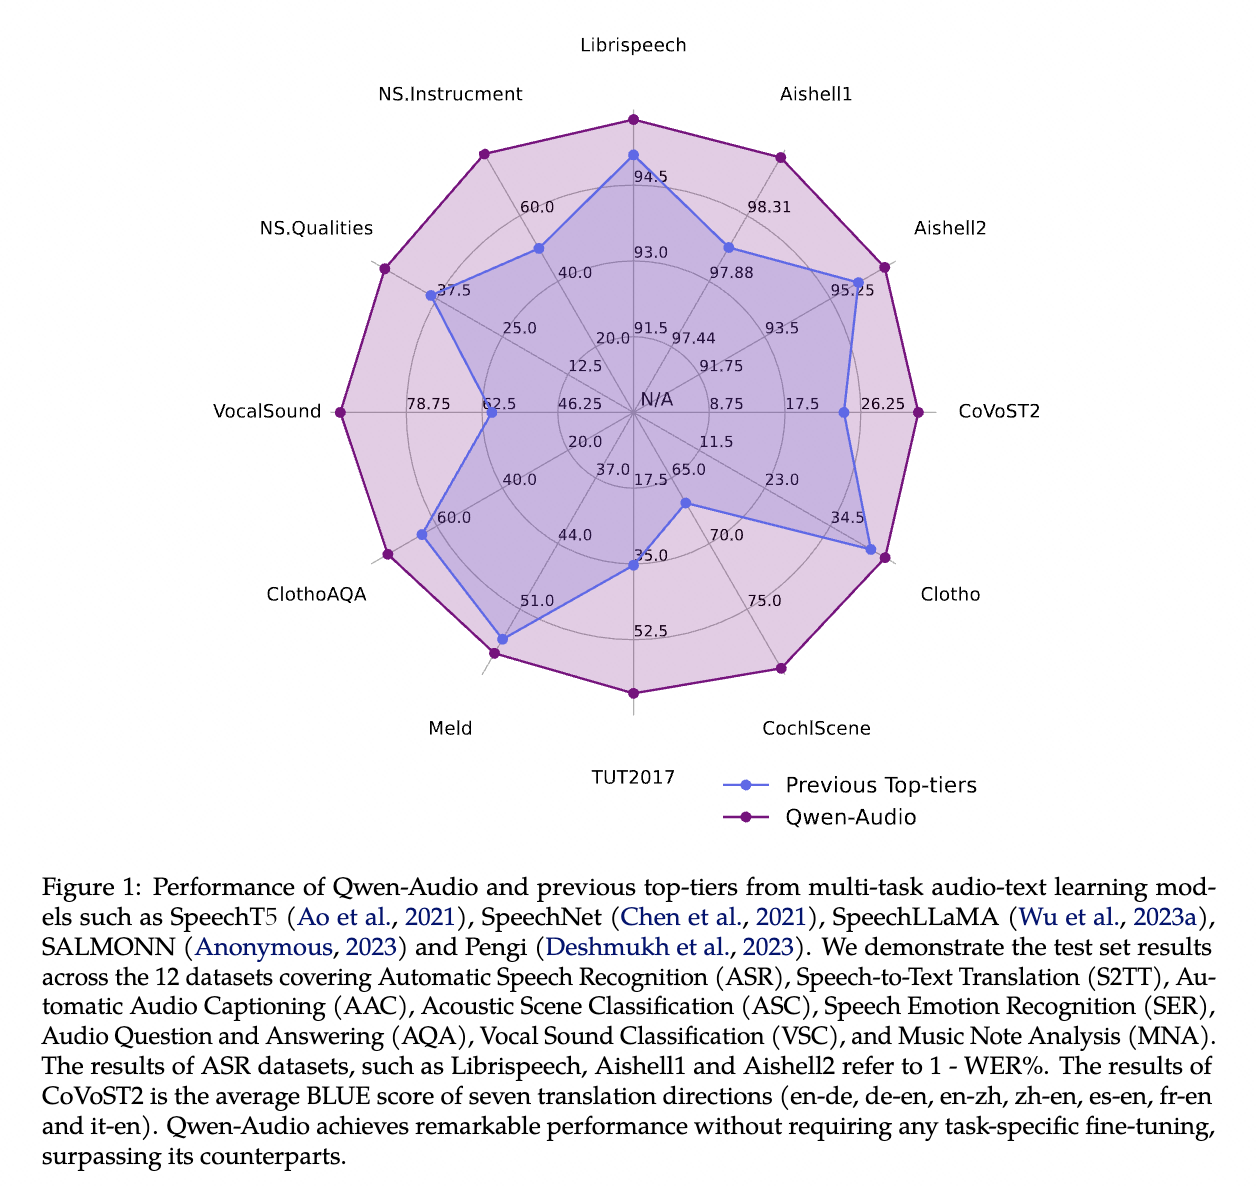 Librispeech
NS.Instrucment
Aishell1
NS.Qualities
Aishell2
94.5
60.0
98.31
93.0
40.0
97.88
37.5
95.25
25.0
93.5
91.5
20.0
97.44
12.5
91.75
N/A
VocalSound
78.75
62.5
46.25
8.75
17.5
26.25
CoVoST2
20.0
11.5
37.0
17.5
65.0
40.0
23.0
60.0
44.0
35.0
70.0
34.5
ClothoAQA
51.0
75.0
Clotho
52.5
Meld
CochlScene
TUT2017
Previous Top-tiers
Qwen-Audio
Figure 1: Performance of Qwen-Audio and previous top-tiers from multi-task audio-text learning mod-
els such as SpeechT5 (Ao et al., 2021), SpeechNet (Chen et al., 2021), SpeechLLaMA (Wu et al., 2023a),
SALMONN (Anonymous, 2023) and Pengi (Deshmukh et al., 2023). We demonstrate the test set results
across the 12 datasets covering Automatic Speech Recognition (ASR), Speech-to-Text Translation (S2TT), Au-
tomatic Audio Captioning (AAC), Acoustic Scene Classification (ASC), Speech Emotion Recognition (SER),
Audio Question and Answering (AQA), Vocal Sound Classification (VSC), and Music Note Analysis (MNA).
The results of ASR datasets, such as Librispeech, Aishell1 and Aishell2 refer to 1 - WER%. The results of
CoVoST2 is the average BLUE score of seven translation directions (en-de, de-en, en-zh, zh-en, es-en, fr-en
and it-en). Qwen-Audio achieves remarkable performance without requiring any task-specific fine-tuning,
surpassing its counterparts.